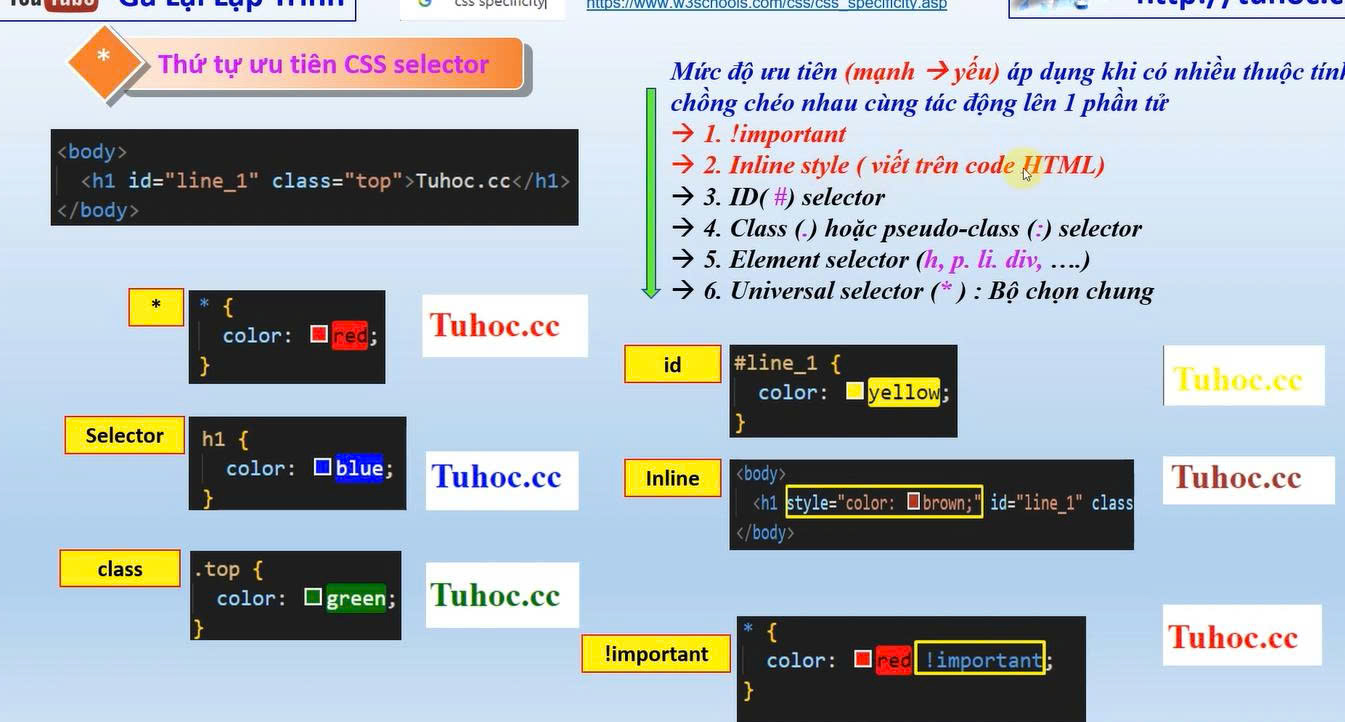 YouTube Gà Lại Lập Trình
css specificity
https://www.w3schools.com/css/css_specificity.asp
* Thứ tự ưu tiên CSS selector
<body>
<h1 id="line_1" class="top">Tuhoc.cc</h1>
</body>
Mức độ ưu tiên (mạnh → yếu) áp dụng khi có nhiều thuộc tính
chồng chéo nhau cùng tác động lên 1 phần tử
→ 1. !important
→ 2. Inline style ( viết trên code HTML)
→ 3. ID( #) selector
→ 4. Class (.) hoặc pseudo-class (:) selector
→ 5. Element selector (h, p. li. div, ….)
→ 6. Universal selector (* ) : Bộ chọn chung
*
* {
color: red;
}
Tuhoc.cc
Selector
h1 {
color: blue;
}
Tuhoc.cc
class
.top {
color: green;
}
Tuhoc.cc
id
#line_1 {
color: yellow;
}
Tuhoc.cc
Inline
<body>
<h1 style="color: brown;" id="line_1" class
</body>
Tuhoc.cc
!important
* {
color: red !important;
}
Tuhoc.cc